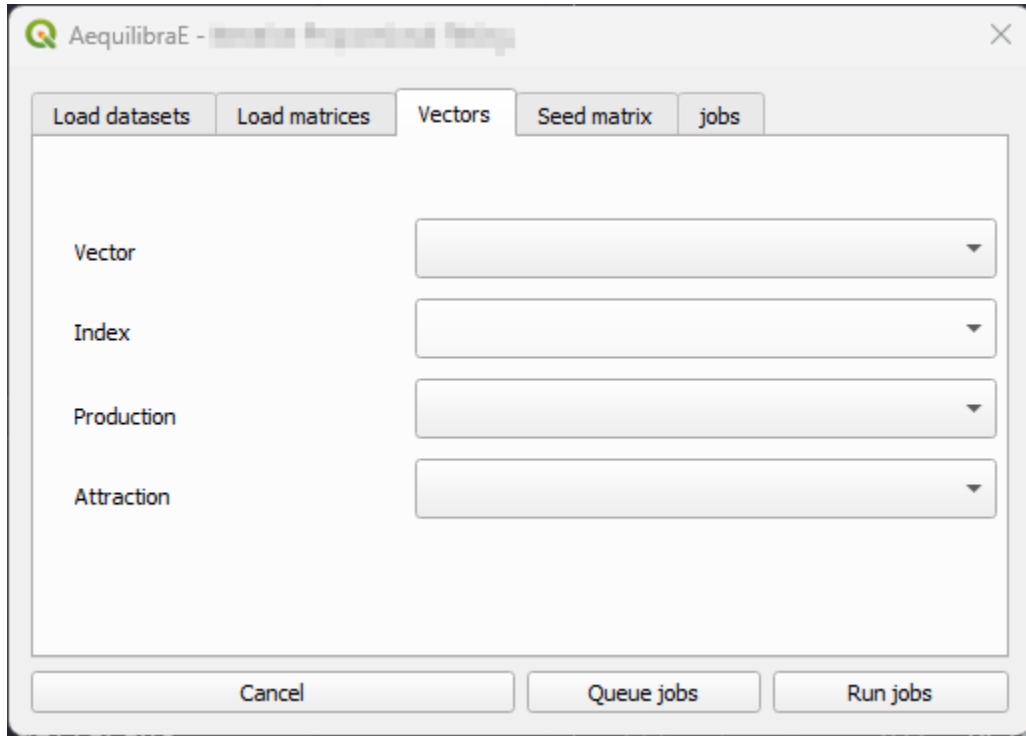 AequilibraE -
Load datasets Load matrices Vectors Seed matrix jobs
Vector
Index
Production
Attraction
Cancel Queue jobs Run jobs